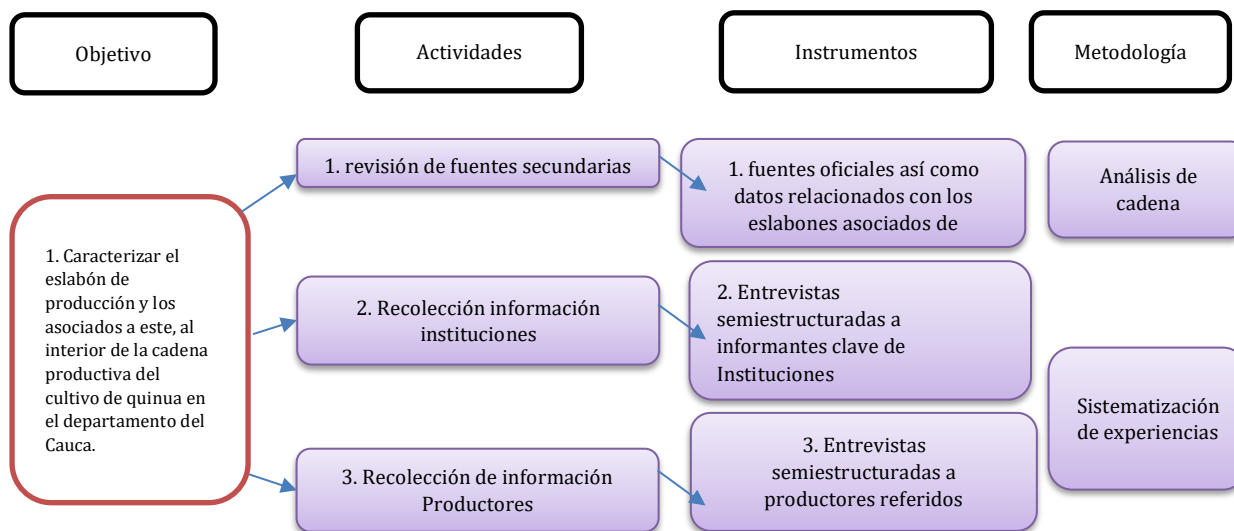 Objetivo
Actividades
Instrumentos
Metodología
1. Caracterizar el
eslabón de
producción y los
asociados a este, al
interior de la cadena
productiva del
cultivo de quinua en
el departamento del
Cauca.
1. revisión de fuentes secundarias
2. Recolección información
instituciones
3. Recolección de información
Productores
1. fuentes oficiales así como
datos relacionados con los
eslabones asociados de
2. Entrevistas
semiestructuradas a
informantes clave de
Instituciones
3. Entrevistas
semiestructuradas a
productores referidos
Análisis de
cadena
Sistematización
de experiencias